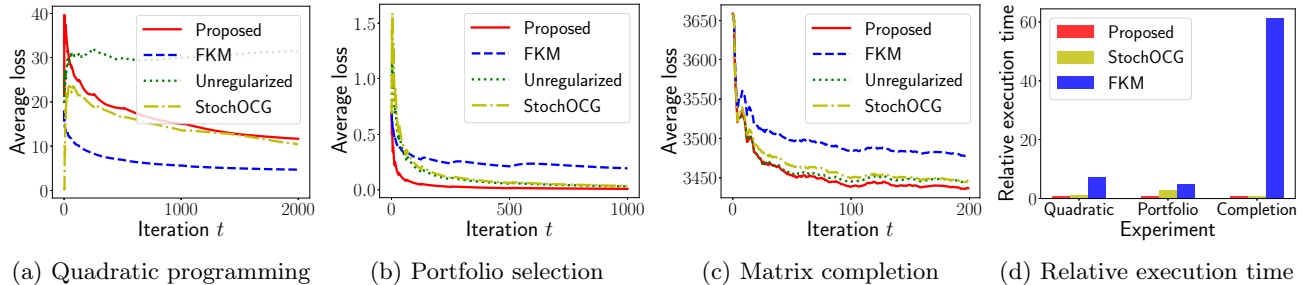 Average loss
40
30
20
10
0
Proposed
FKM
Unregularized
StochOCG
0
1000
2000
Iteration t
(a) Quadratic programming
Average loss
1.5
1.0
0.5
0.0
Proposed
FKM
Unregularized
StochOCG
0
500
1000
Iteration t
(b) Portfolio selection
Average loss
3650
3600
3550
3500
3450
Proposed
FKM
Unregularized
StochOCG
0
100
200
Iteration t
(c) Matrix completion
Relative execution time
60
40
20
0
Proposed
StochOCG
FKM
Quadratic
Portfolio
Completion
Experiment
(d) Relative execution time